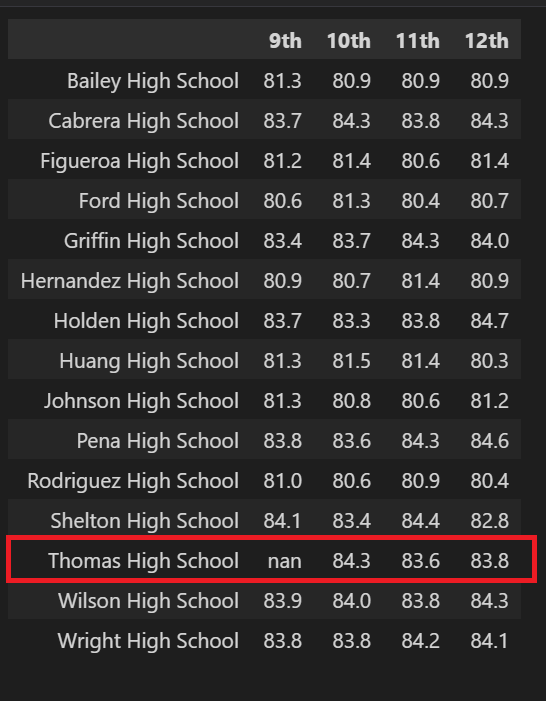 9th 10th 11th 12th
Bailey High School 81.3 80.9 80.9 80.9
Cabrera High School 83.7 84.3 83.8 84.3
Figueroa High School 81.2 81.4 80.6 81.4
Ford High School 80.6 81.3 80.4 80.7
Griffin High School 83.4 83.7 84.3 84.0
Hernandez High School 80.9 80.7 81.4 80.9
Holden High School 83.7 83.3 83.8 84.7
Huang High School 81.3 81.5 81.4 80.3
Johnson High School 81.3 80.8 80.6 81.2
Pena High School 83.8 83.6 84.3 84.6
Rodriguez High School 81.0 80.6 80.9 80.4
Shelton High School 84.1 83.4 84.4 82.8
Thomas High School nan 84.3 83.6 83.8
Wilson High School 83.9 84.0 83.8 84.3
Wright High School 83.8 83.8 84.2 84.1